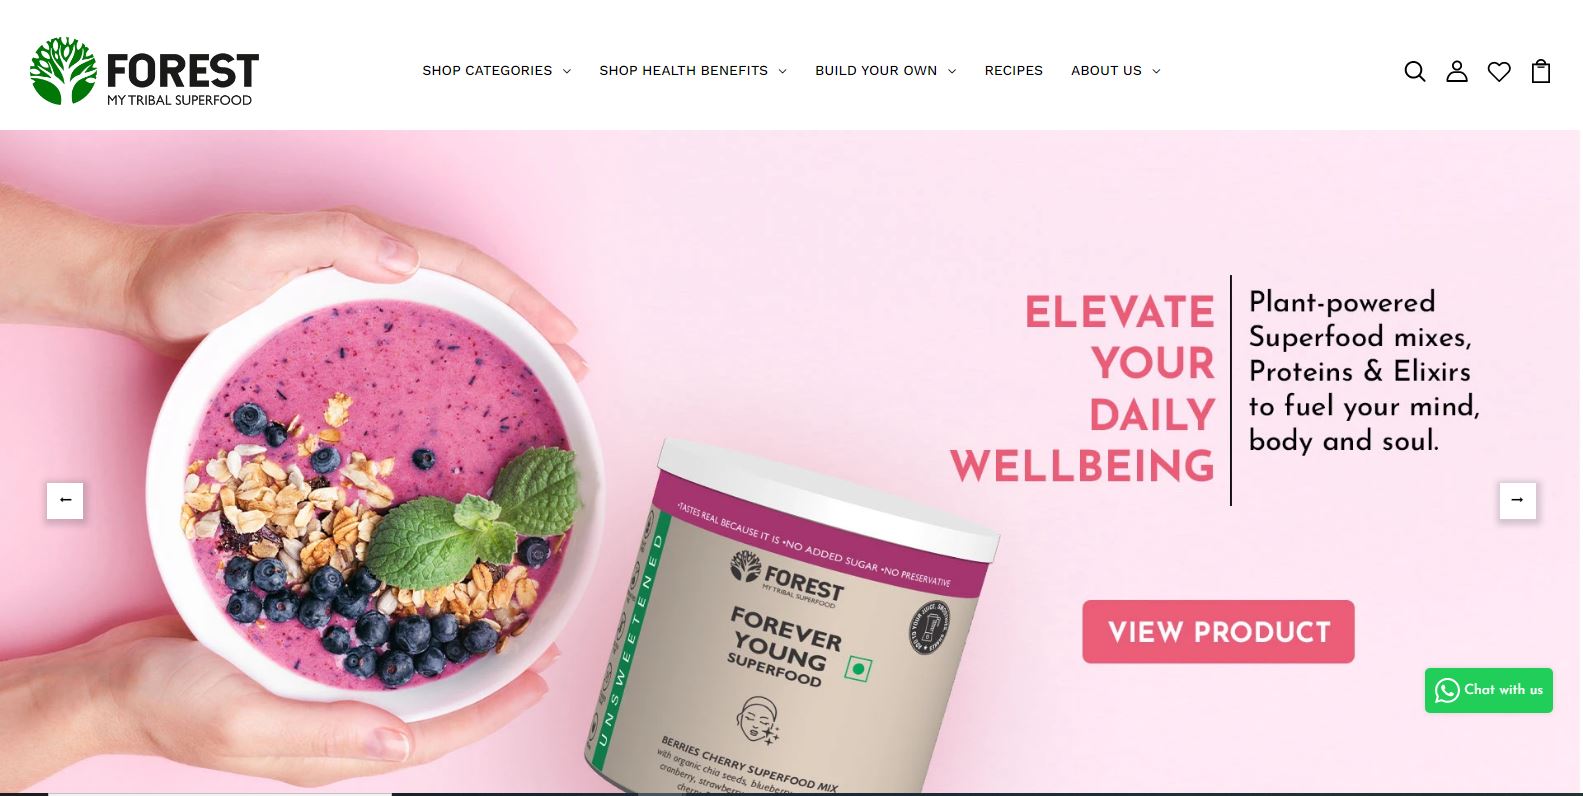 FOREST
MY TRIBAL SUPERFOOD
SHOP CATEGORIES
SHOP HEALTH BENEFITS
BUILD YOUR OWN
RECIPES
ABOUT US
ELEVATE
YOUR
DAILY
WELLBEING
Plant-powered
Superfood mixes,
Proteins & Elixirs
to fuel your mind,
body and soul.
•TASTES REAL BECAUSE IT IS •NO ADDED SUGAR •NO PRESERVATIVE
UNSWEETENED
FOREST
MY TRIBAL SUPERFOOD
FOREVER
YOUNG
SUPERFOOD
BERRIES CHERRY SUPERFOOD MIX
with organic chia seeds,
cranberry,
VIEW PRODUCT
Chat with us